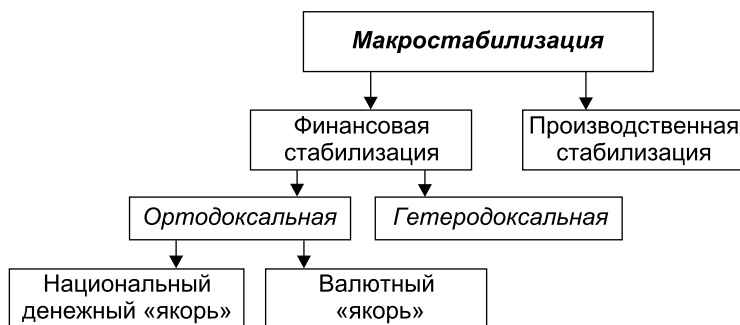 Макростабилизация
Финансовая
стабилизация
Производственная
стабилизация
Ортодоксальная
Гетеродоксальная
Национальный
денежный «якорь»
Валютный
«якорь»